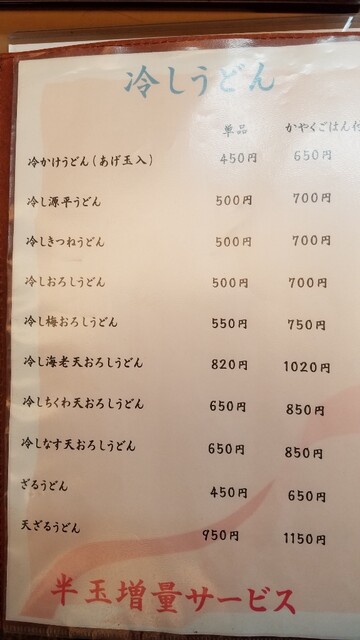 冷しうどん
単品 かやくごはん付
冷かけうどん(あげ玉入) 450円 650円
冷し源平うどん 500円 700円
冷しきつねうどん 500円 700円
冷しおろしうどん 500円 700円
冷し梅おろしうどん 550円 750円
冷し海老天おろしうどん 820円 1020円
冷しちくわ天おろしうどん 650円 850円
冷しなす天おろしうどん 650円 850円
ざるうどん 450円 650円
天ざるうどん 950円 1150円
半玉増量サービス